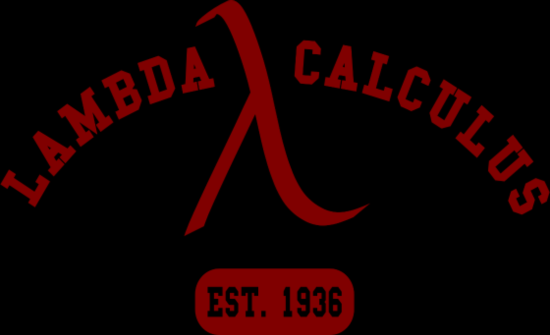 LAMBDA λ CALCULUS
EST. 1936